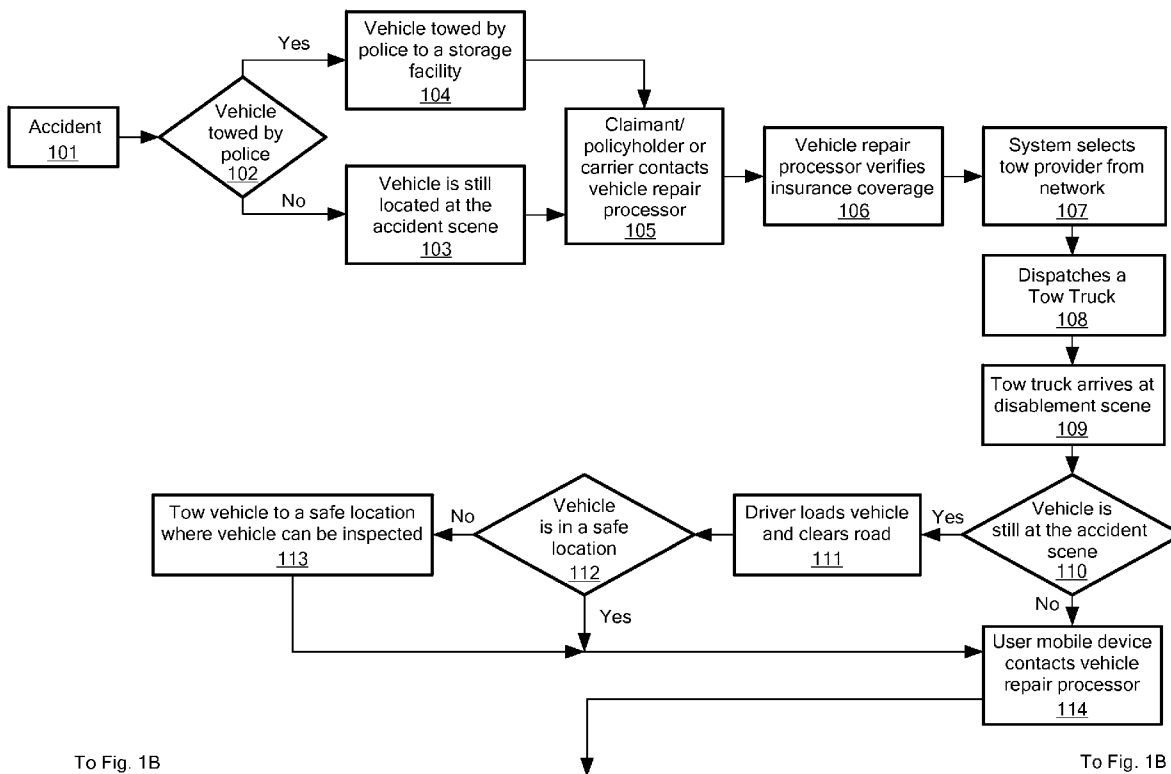 Accident
101
Vehicle
towed by
police
102
Yes
No
Vehicle towed by
police to a storage
facility
104
Vehicle is still
located at the
accident scene
103
Claimant/
policyholder or
carrier contacts
vehicle repair
processor
105
Vehicle repair
processor verifies
insurance coverage
106
System selects
tow provider from
network
107
Dispatches a
Tow Truck
108
Tow truck arrives at
disablement scene
109
Vehicle is
still at the accident
scene
110
Yes
No
Driver loads vehicle
and clears road
111
Vehicle
is in a safe
location
112
No
Yes
Tow vehicle to a safe location
where vehicle can be inspected
113
User mobile device
contacts vehicle
repair processor
114
To Fig. 1B
To Fig. 1B